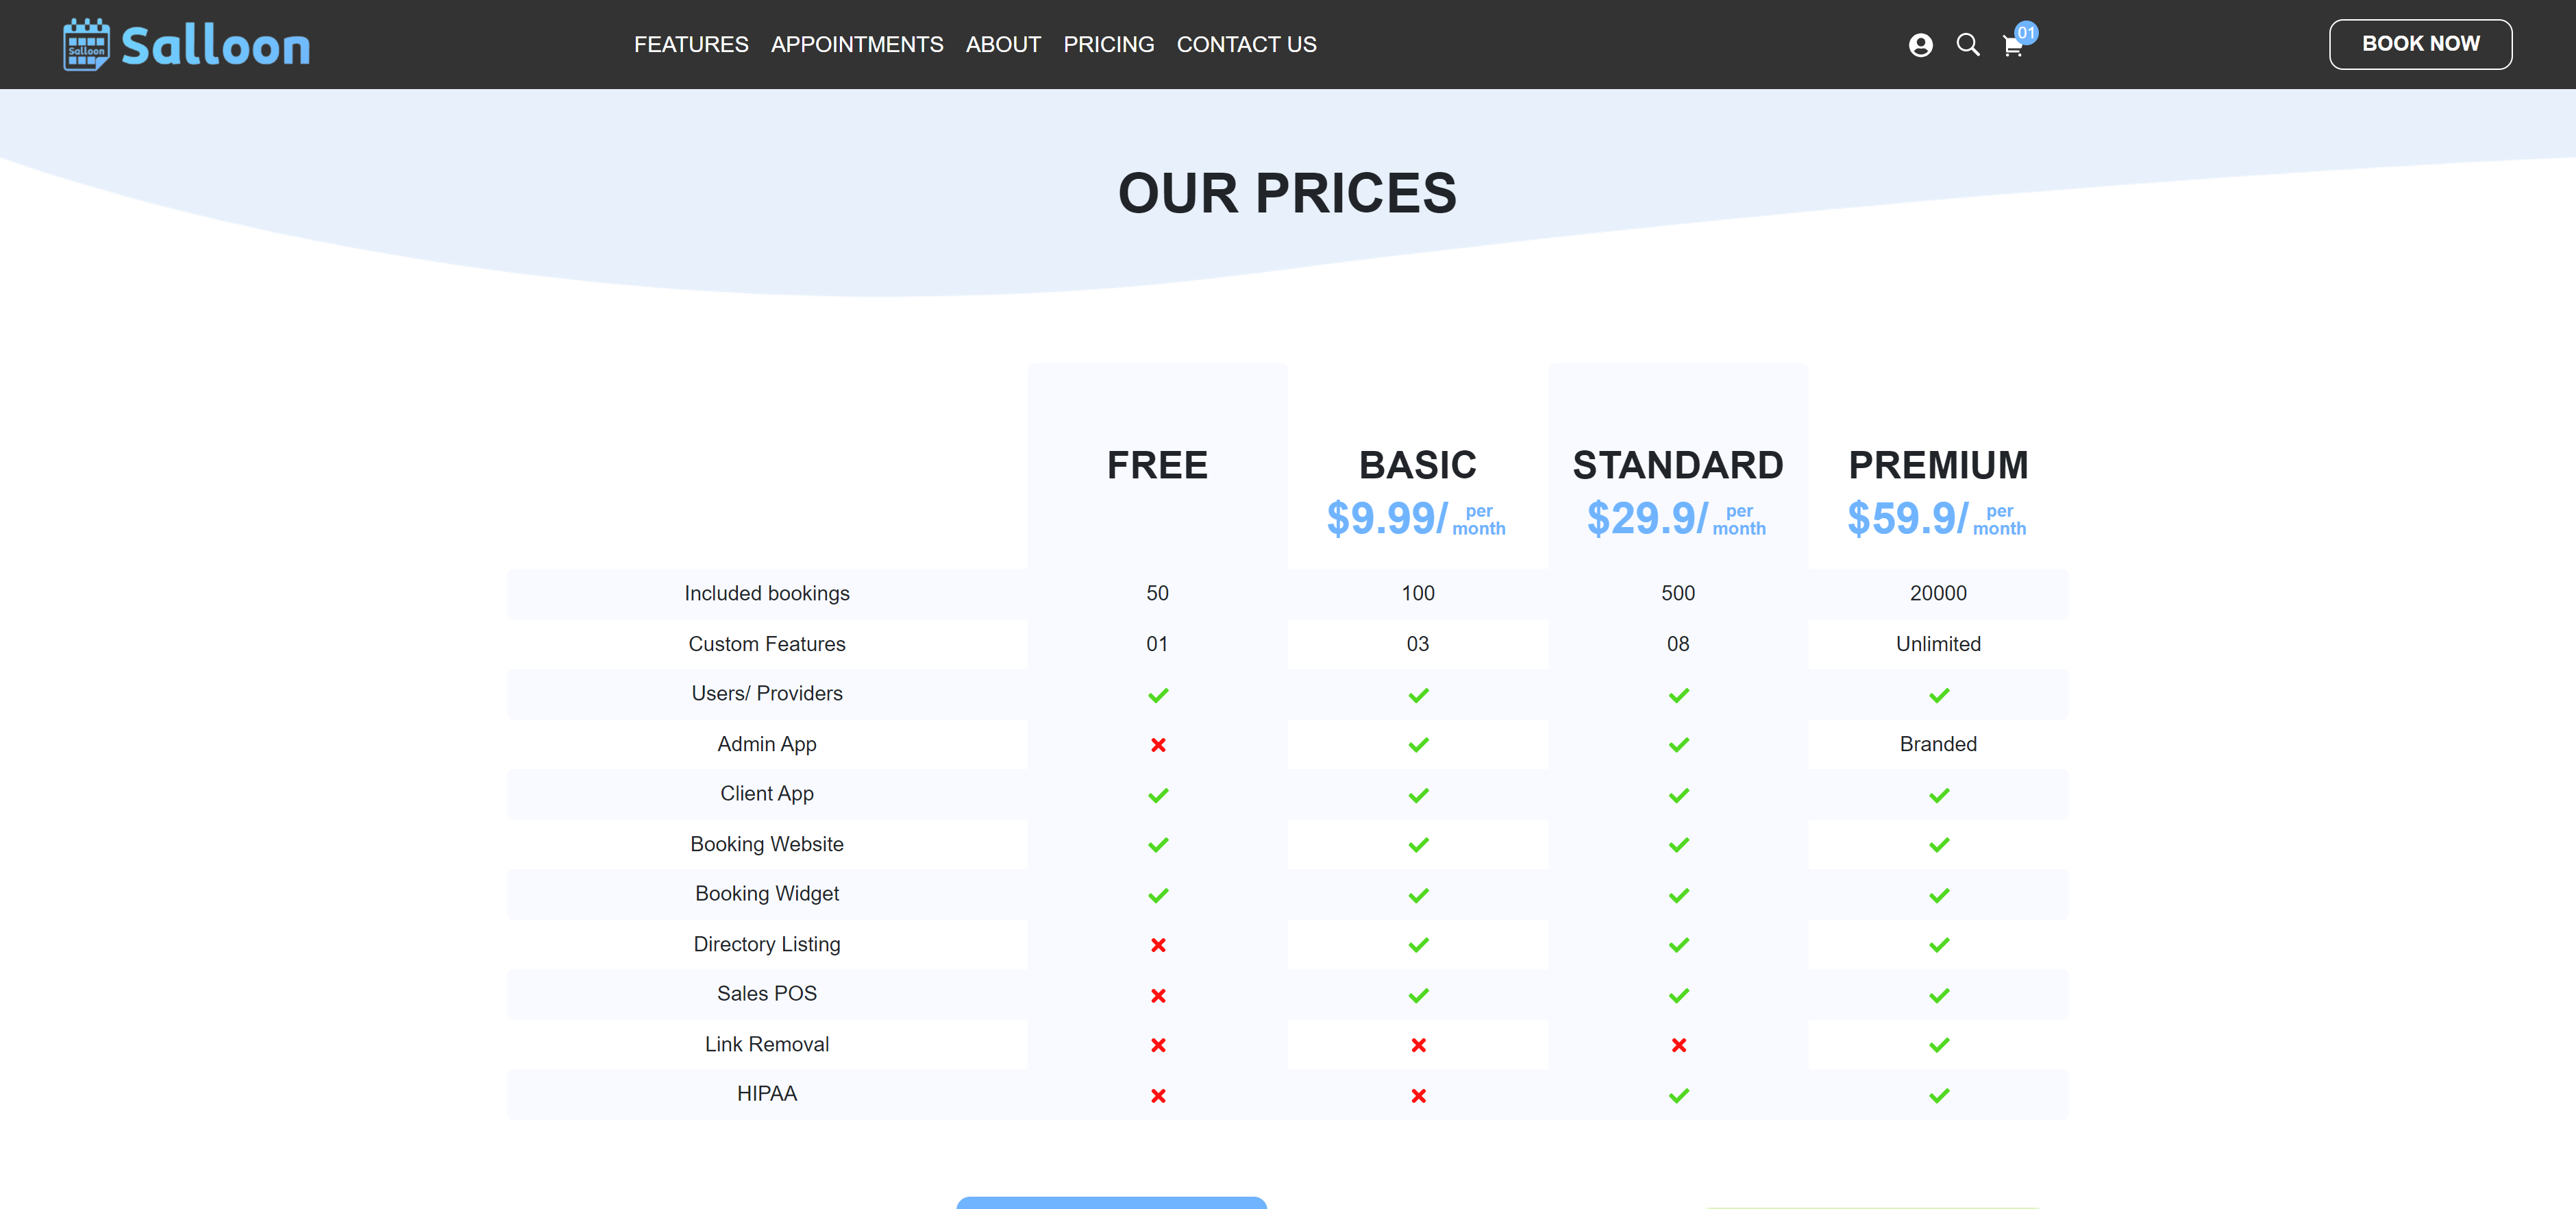 Salloon
Salloon
FEATURES APPOINTMENTS ABOUT PRICING CONTACT US
01
BOOK NOW
OUR PRICES
FREE BASIC STANDARD PREMIUM
$9.99/ per month $29.9/ per month $59.9/ per month
Included bookings 50 100 500 20000
Custom Features 01 03 08 Unlimited
Users/ Providers
Admin App Branded
Client App
Booking Website
Booking Widget
Directory Listing
Sales POS
Link Removal
HIPAA